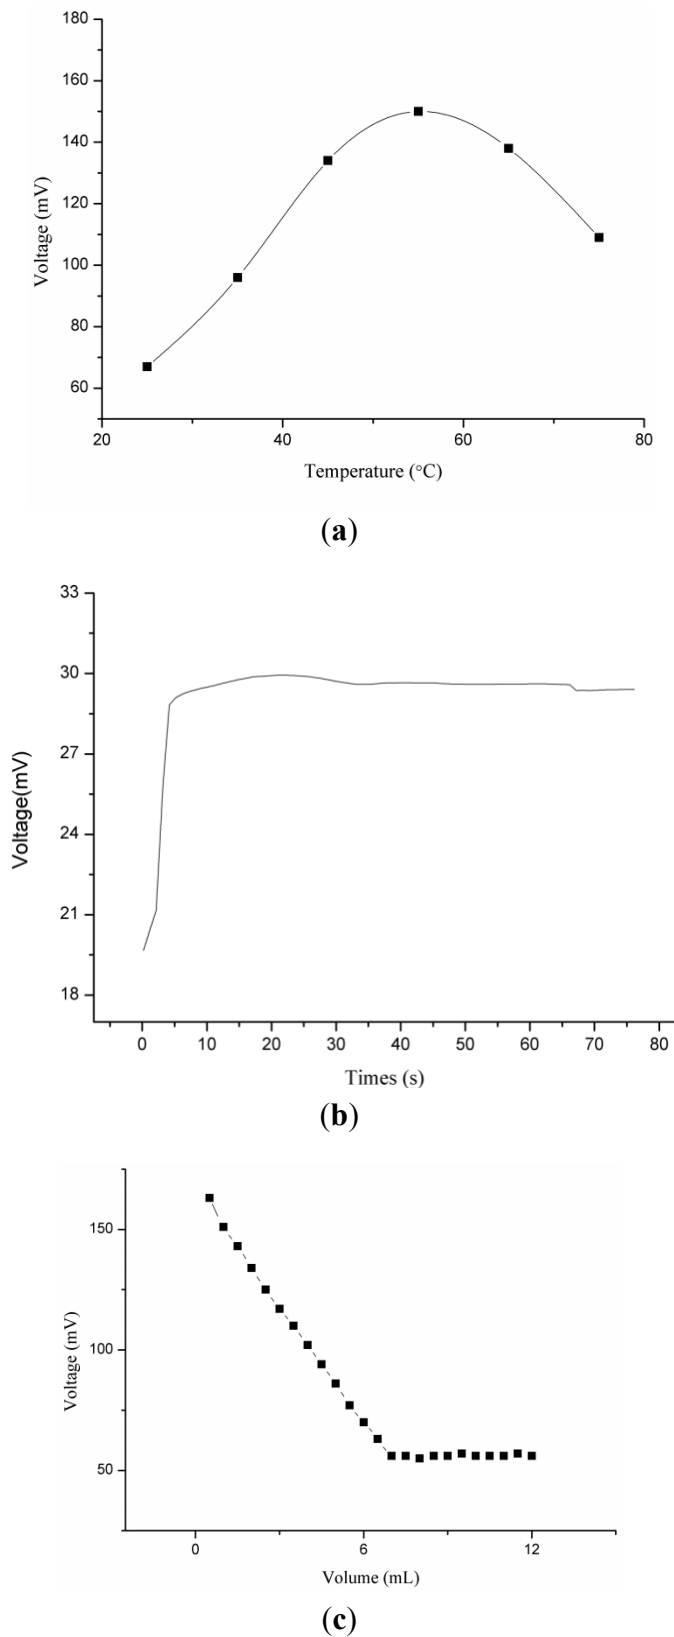 180
160
140
120
100
80
60
Voltage (mV)
20 40 60 80
Temperature (°C)
(a)
33
30
27
24
21
18
Voltage(mV)
0 10 20 30 40 50 60 70 80
Times (s)
(b)
150
100
50
Voltage (mV)
0 6 12
Volume (mL)
(c)